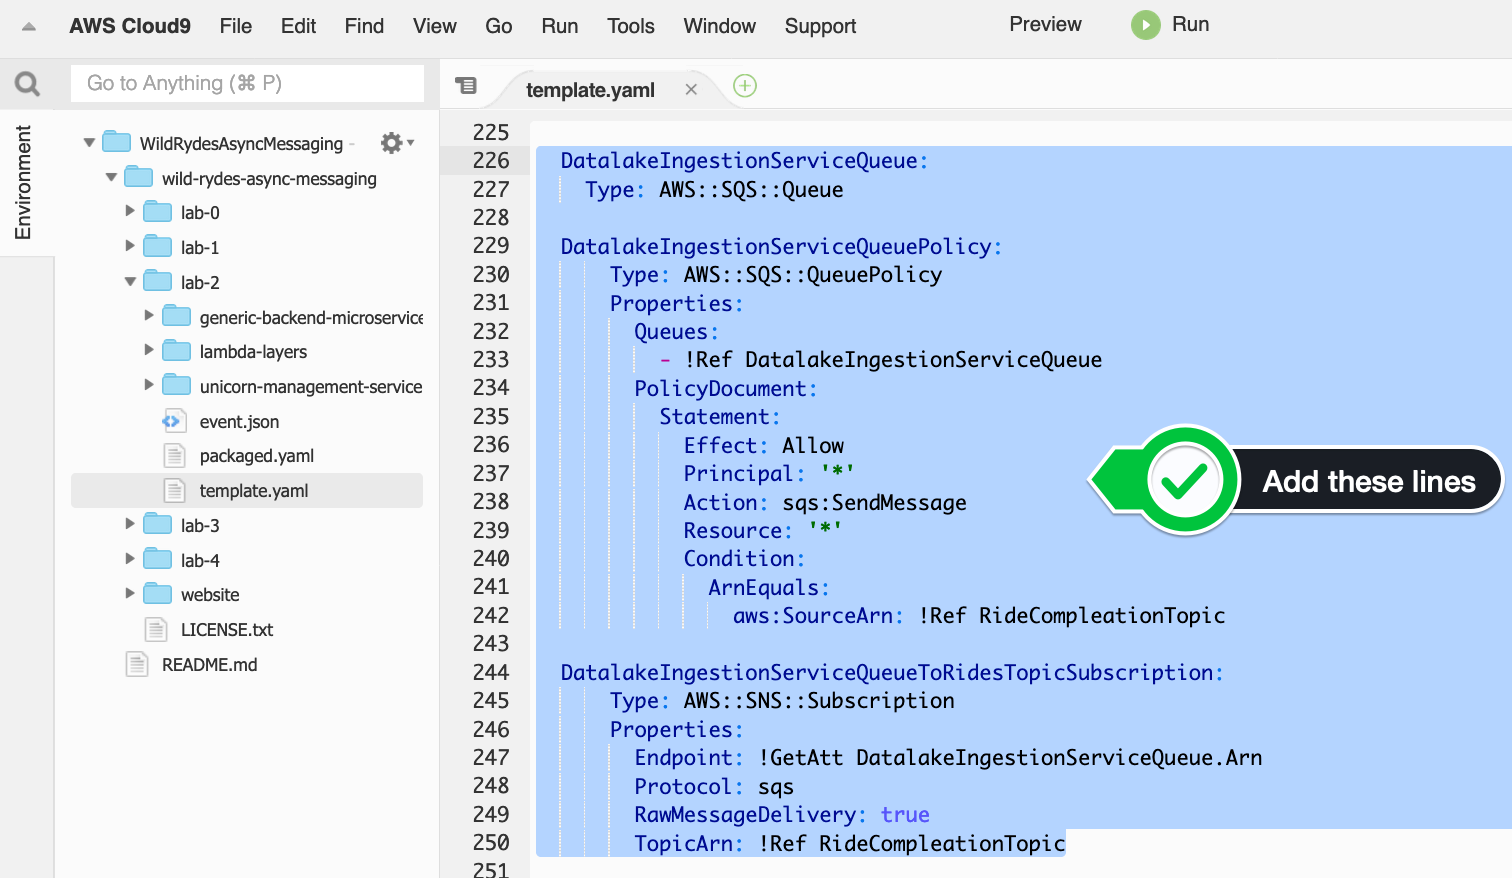 AWS Cloud9 File Edit Find View Go Run Tools Window Support Preview Run
Go to Anything (⌘ P)
template.yaml
Environment
WildRydesAsyncMessaging -
wild-rydes-async-messaging
lab-0
lab-1
lab-2
generic-backend-microservice
lambda-layers
unicorn-management-service
event.json
packaged.yaml
template.yaml
lab-3
lab-4
website
LICENSE.txt
README.md
225
226 DatalakeIngestionServiceQueue:
227 Type: AWS::SQS::Queue
228
229 DatalakeIngestionServiceQueuePolicy:
230 Type: AWS::SQS::QueuePolicy
231 Properties:
232 Queues:
233 - !Ref DatalakeIngestionServiceQueue
234 PolicyDocument:
235 Statement:
236 Effect: Allow
237 Principal: '*'
238 Action: sqs:SendMessage
239 Resource: '*'
240 Condition:
241 ArnEquals:
242 aws:SourceArn: !Ref RideCompleationTopic
243
244 DatalakeIngestionServiceQueueToRidesTopicSubscription:
245 Type: AWS::SNS::Subscription
246 Properties:
247 Endpoint: !GetAtt DatalakeIngestionServiceQueue.Arn
248 Protocol: sqs
249 RawMessageDelivery: true
250 TopicArn: !Ref RideCompleationTopic
251
Add these lines